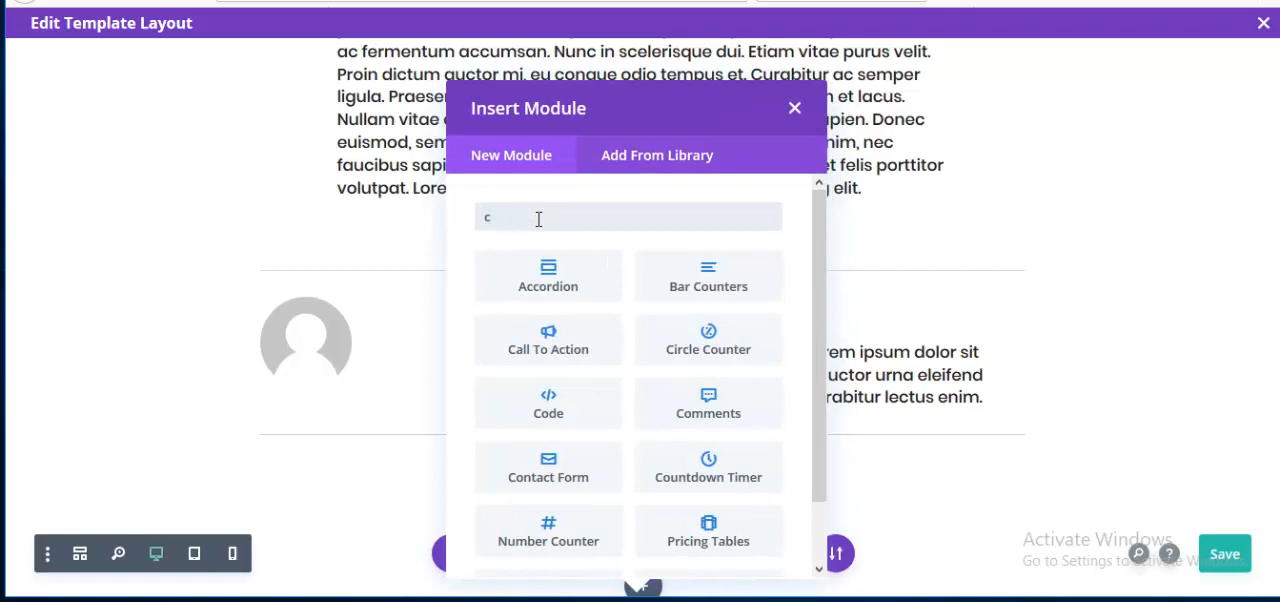 Edit Template Layout
ac fermentum accumsan. Nunc in scelerisque dui. Etiam vitae purus velit.
Proin dictum auctor mi, eu congue odio tempus et. Curabitur ac semper
ligula. Praese
n et lacus.
Nullam vitae
apien. Donec
euismod, sem
nim, nec
faucibus sapi
et felis porttitor
volutpat. Lore
elit.
Insert Module
New Module
Add From Library
c
Accordion
Bar Counters
Call To Action
Circle Counter
Code
Comments
Contact Form
Countdown Timer
Number Counter
Pricing Tables
rem ipsum dolor sit
uctor urna eleifend
rabitur lectus enim.
Activate Windows
Go to Settings to activate W
Save